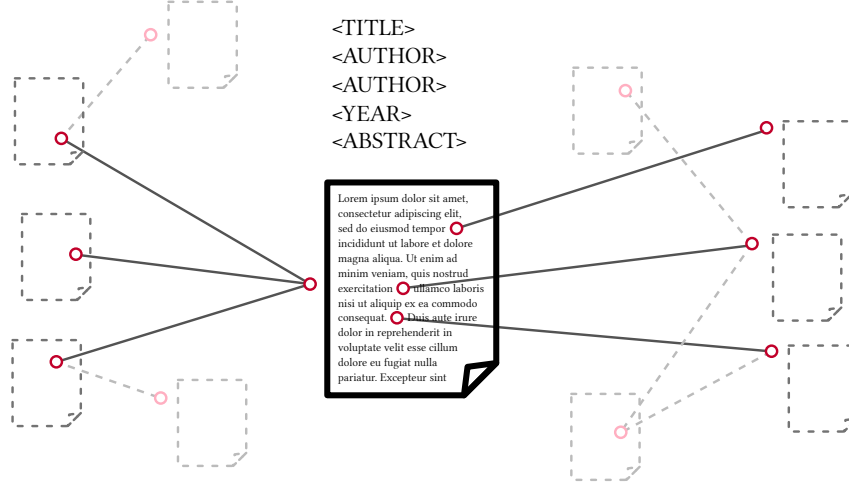 <TITLE>
<AUTHOR>
<AUTHOR>
<YEAR>
<ABSTRACT>
Lorem ipsum dolor sit amet,
consectetur adipiscing elit,
sed do eiusmod tempor
incididunt ut labore et dolore
magna aliqua. Ut enim ad
minim veniam, quis nostrud
exercitation ullamco laboris
nisi ut aliquip ex ea commodo
consequat. Duis aute irure
dolor in reprehenderit in
voluptate velit esse cillum
dolore eu fugiat nulla
pariatur. Excepteur sint